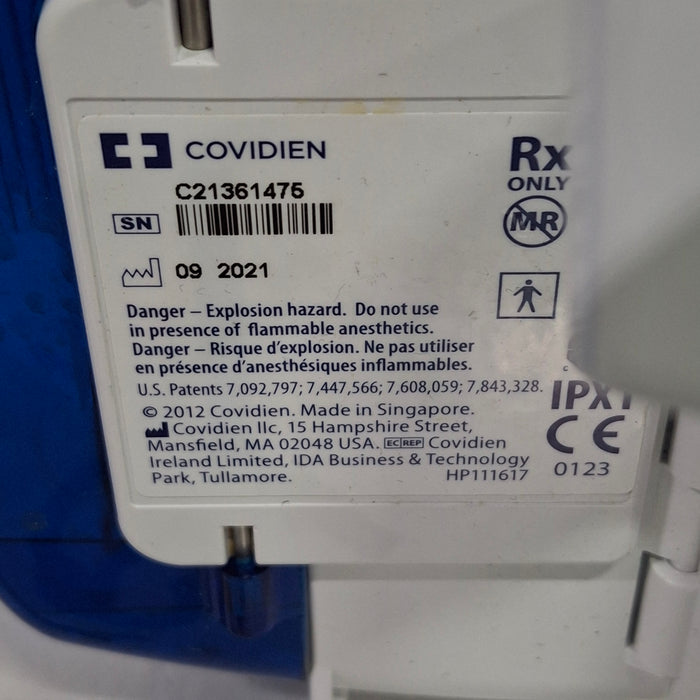 COVIDIEN
C21361475
SN
09 2021
Rx
ONLY
MR
Danger – Explosion hazard. Do not use
in presence of flammable anesthetics.
Danger – Risque d'explosion. Ne pas utiliser
en présence d'anesthésiques inflammables.
U.S. Patents 7,092,797; 7,447,566; 7,608,059; 7,843,328.
© 2012 Covidien. Made in Singapore.
Covidien llc, 15 Hampshire Street,
Mansfield, MA 02048 USA. EC REP Covidien
Ireland Limited, IDA Business & Technology
Park, Tullamore. HP111617
IPX1
CE
0123